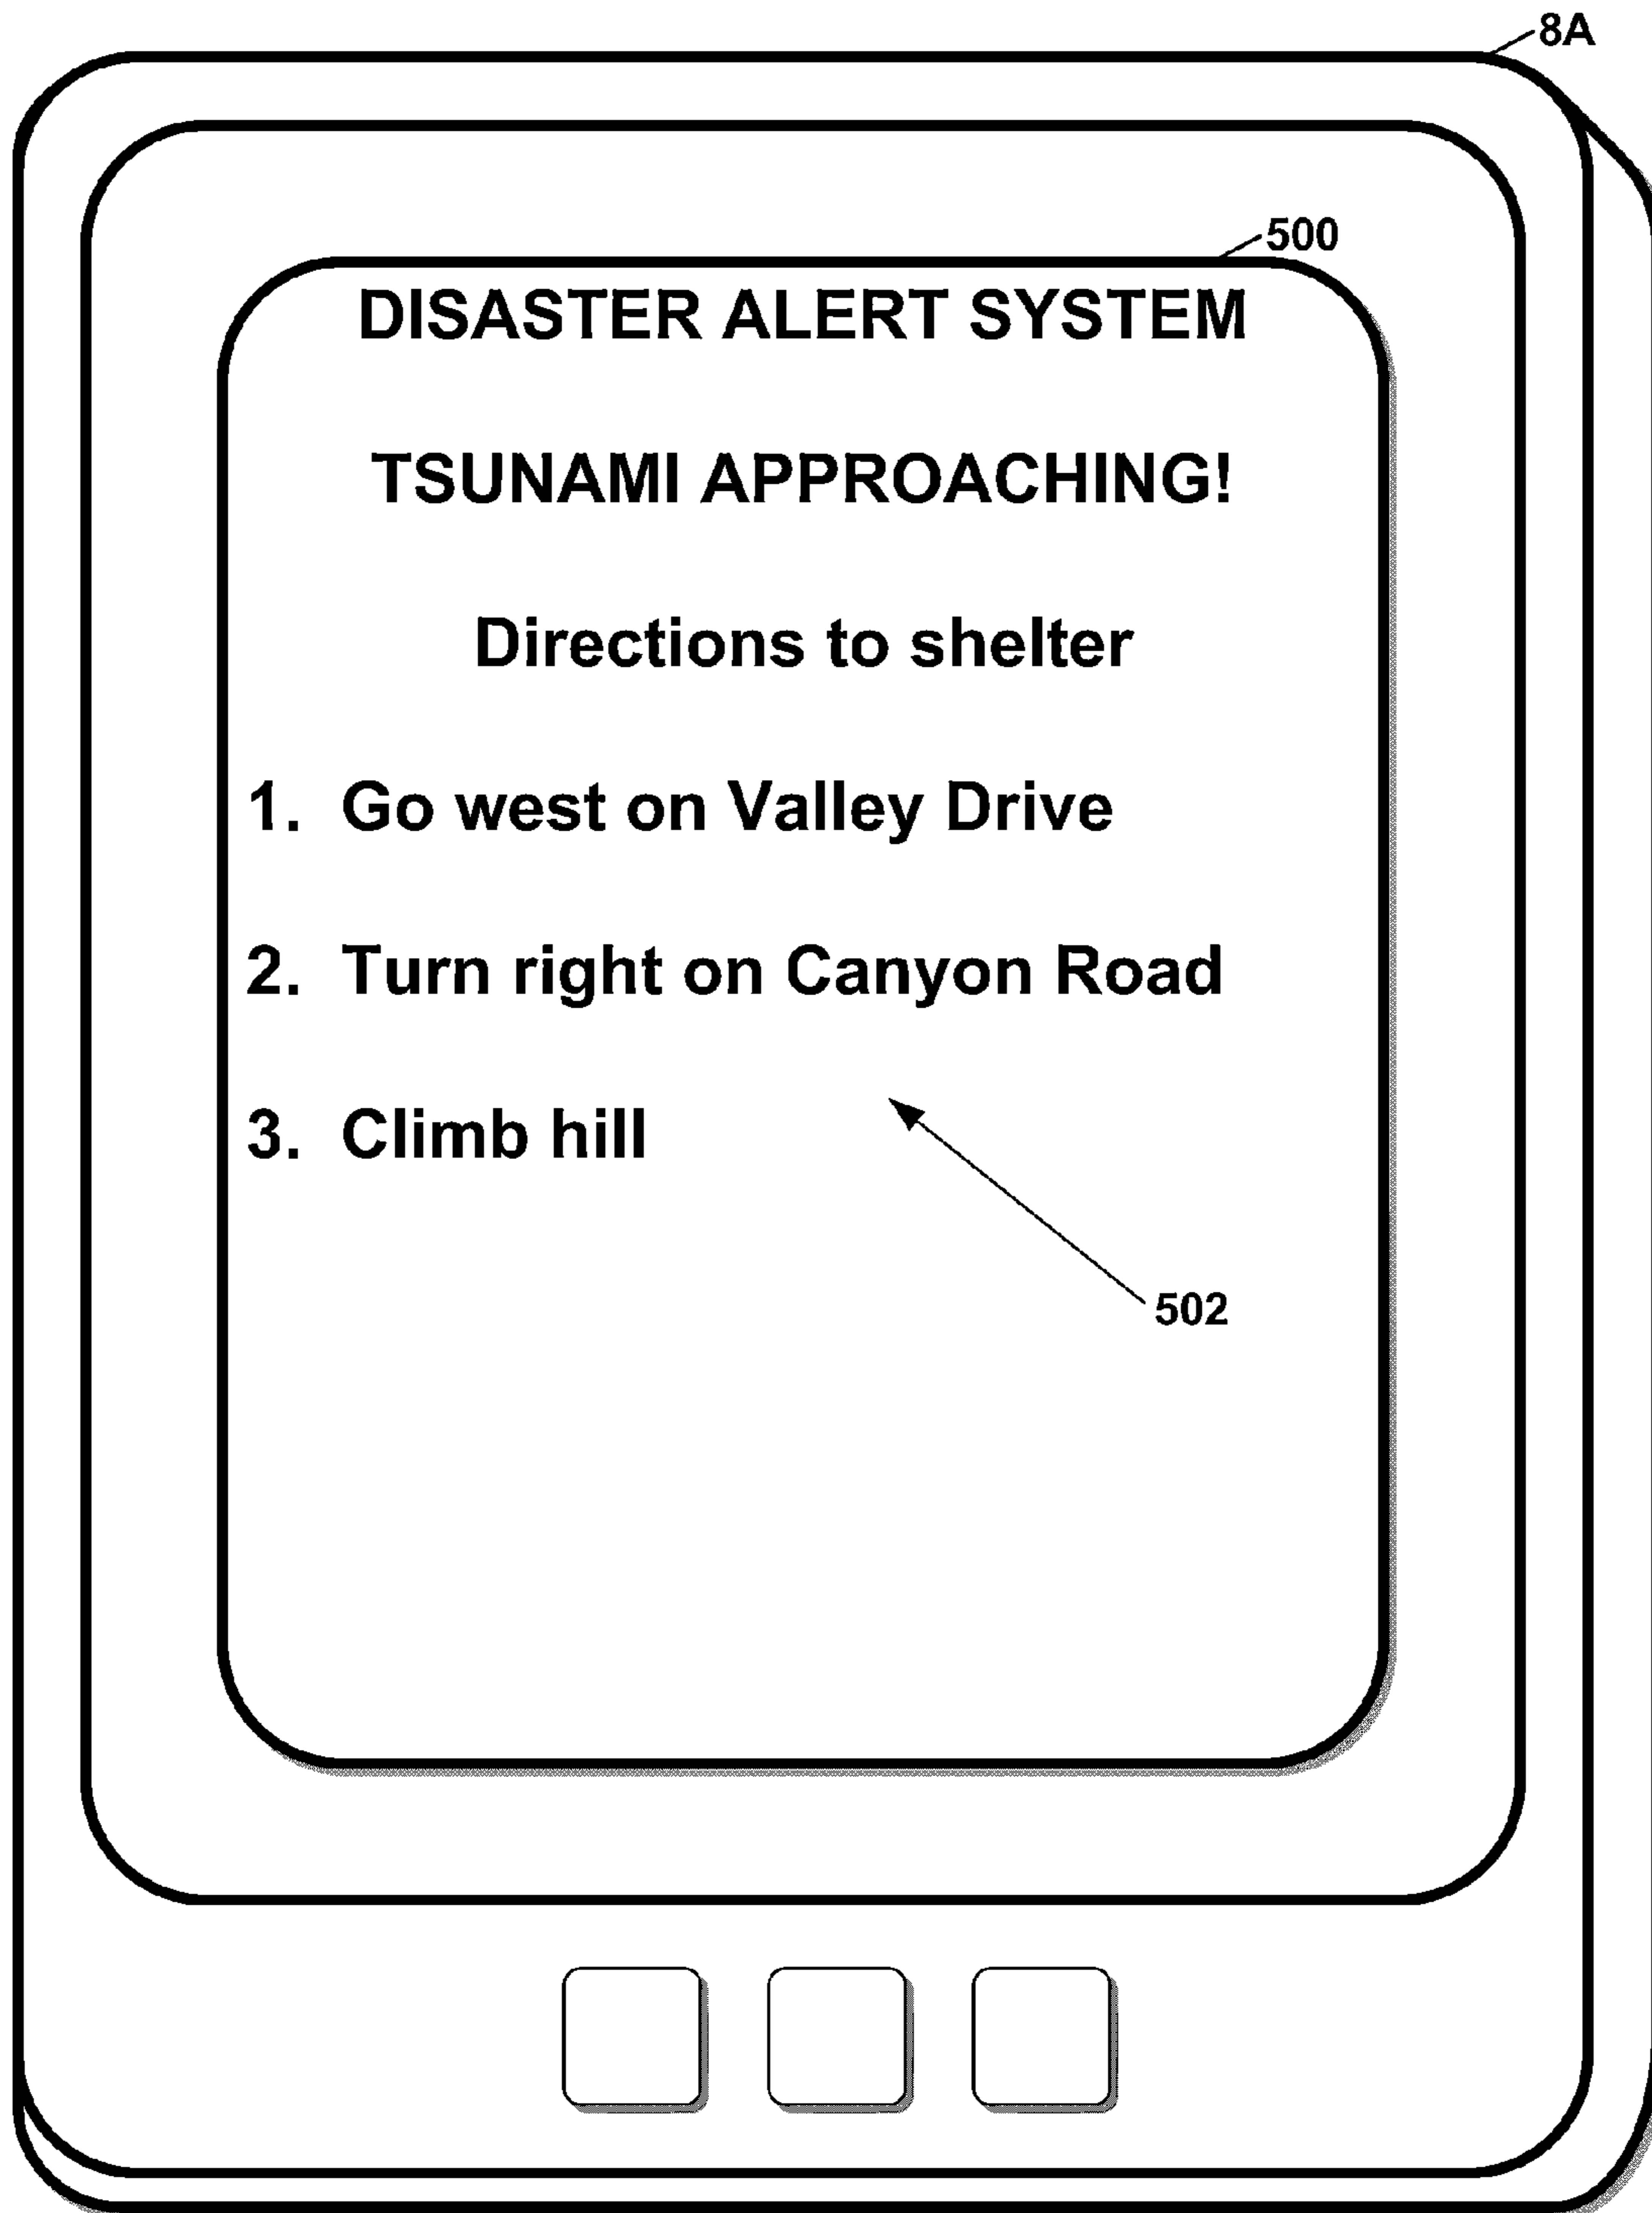 8A
500
DISASTER ALERT SYSTEM
TSUNAMI APPROACHING!
Directions to shelter
1. Go west on Valley Drive
2. Turn right on Canyon Road
3. Climb hill
502